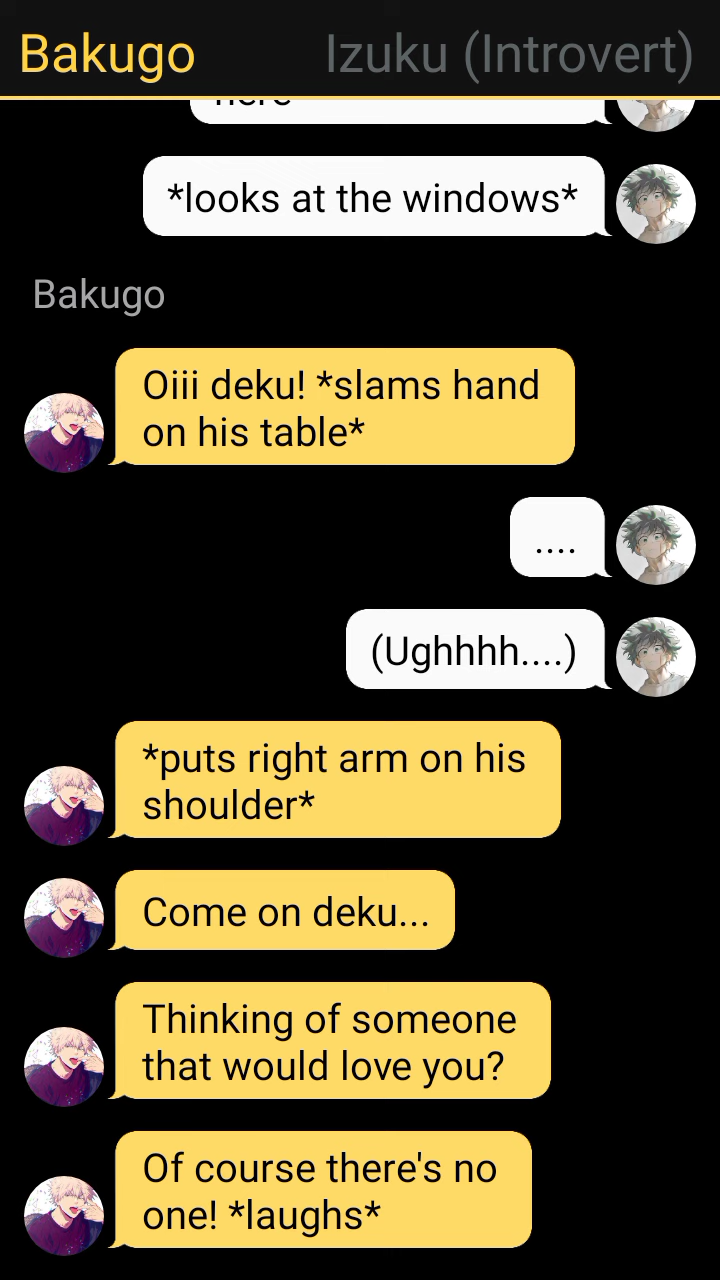 Bakugo Izuku (Introvert)
here
*looks at the windows*
Bakugo
Oiii deku! *slams hand
on his table*
....
(Ughhhh....)
*puts right arm on his
shoulder*
Come on deku...
Thinking of someone
that would love you?
Of course there's no
one! *laughs*